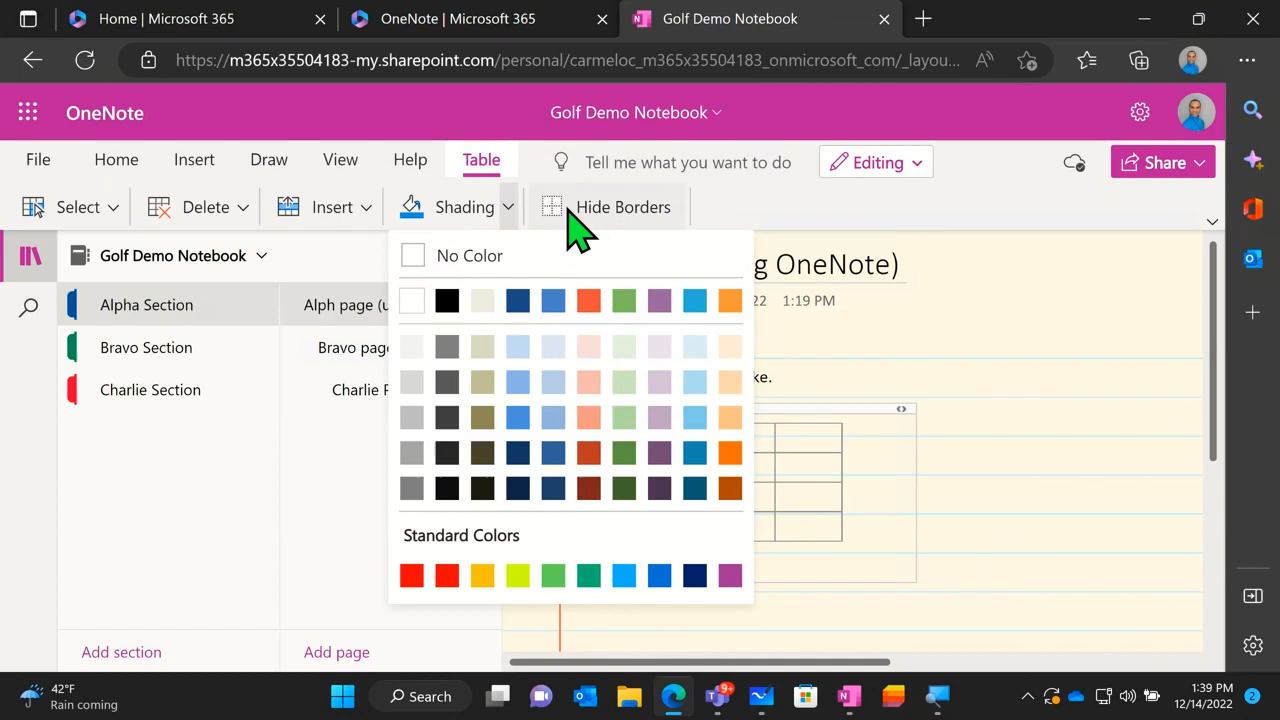 Home | Microsoft 365
OneNote | Microsoft 365
Golf Demo Notebook
https://m365x35504183-my.sharepoint.com/personal/carmeloc_m365x35504183_onmicrosoft_com/_layou...
OneNote
Golf Demo Notebook
File Home Insert Draw View Help Table Tell me what you want to do Editing Share
Select Delete Insert Shading Hide Borders
Golf Demo Notebook
No Color
g OneNote)
22 1:19 PM
Alpha Section
Alph page (u
Bravo Section
Bravo page
ke.
Charlie Section
Charlie P
Standard Colors
Add section
Add page
42°F
Rain coming
Search
9+
1:39 PM
12/14/2022
2